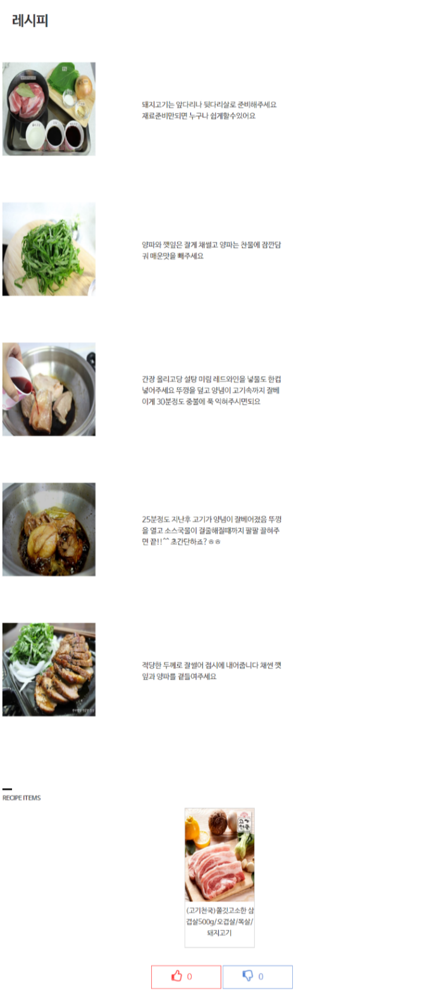 레시피
돼지고기는 앞다리나 뒷다리살로 준비해주세요
재료준비만되면 누구나 쉽게할수있어요
양파와 깻잎은 잘게 채썰고 양파는 찬물에 잠깐담
궈 매운맛을 빼주세요
간장 올리고당 설탕 미림 레드와인을 넣물도 한컵
넣어주세요 뚜껑을 덮고 양념이 고기속까지 잘베
이게 30분정도 중불에 푹 익혀주시면되요
25분정도 지난후 고기가 양념이 잘베어졌음 뚜껑
을 열고 소스국물이 걸줄해질때까지 팔팔 끓혀주
면 끝!!^^ 초간단하죠?ㅎㅎ
적당한 두께로 잘썰어 접시에 내어줍니다 채썬 깻
잎과 양파를 곁들여주세요
RECIPE ITEMS
고기
천국
(고기천국)쫄깃고소한 삼
겹살500g/오겹살/목살/
돼지고기
0
0